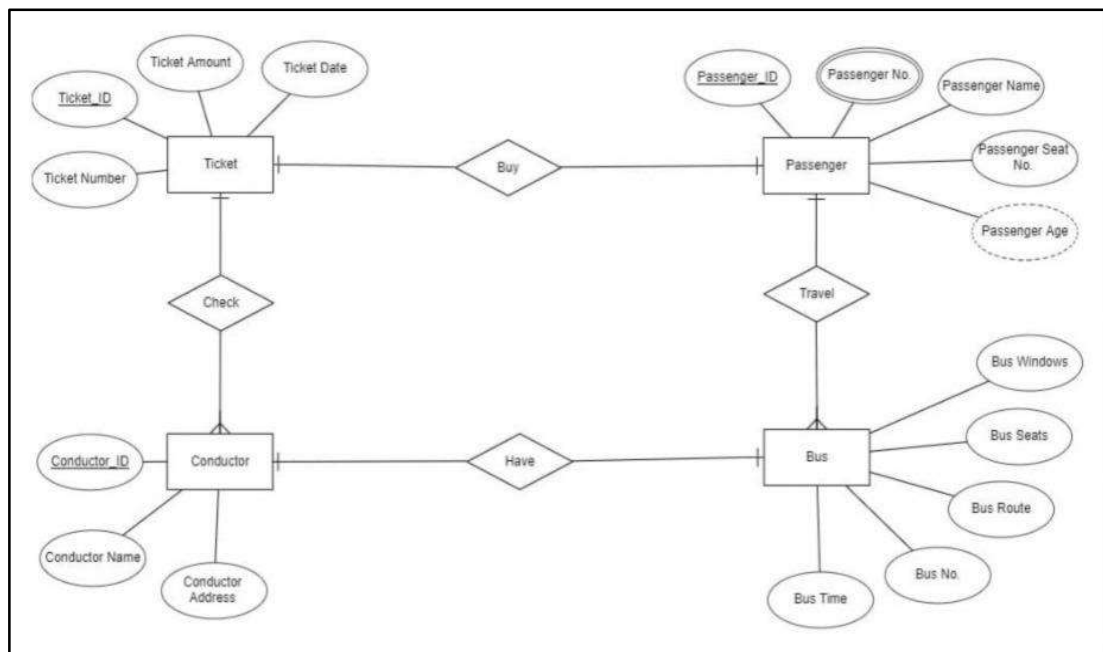 Ticket Amount
Ticket Date
Ticket_ID
Ticket Number
Ticket
Buy
Passenger_ID
Passenger No.
Passenger Name
Passenger
Passenger Seat
No.
Passenger Age
Check
Travel
Conductor_ID
Conductor
Conductor Name
Conductor
Address
Have
Bus
Bus Windows
Bus Seats
Bus Route
Bus No.
Bus Time